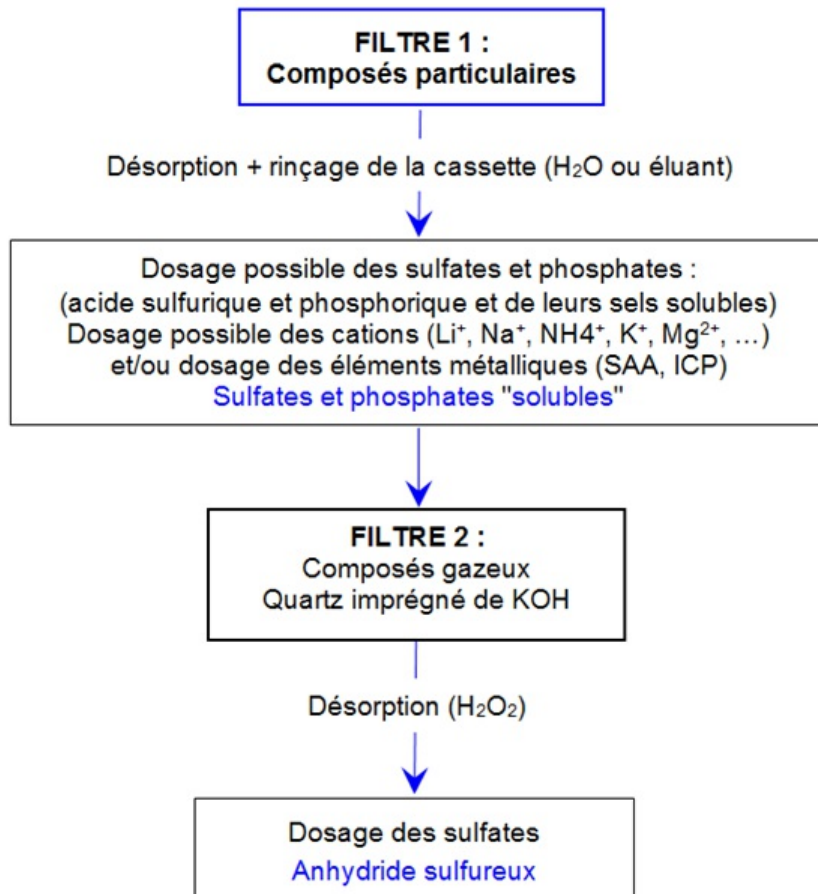 FILTRE 1 :
Composés particulaires
Désorption + rinçage de la cassette (H₂O ou éluant)
Dosage possible des sulfates et phosphates :
(acide sulfurique et phosphorique et de leurs sels solubles)
Dosage possible des cations (Li⁺, Na⁺, NH4⁺, K⁺, Mg²⁺, ...)
et/ou dosage des éléments métalliques (SAA, ICP)
Sulfates et phosphates "solubles"
FILTRE 2 :
Composés gazeux
Quartz imprégné de KOH
Désorption (H₂O₂)
Dosage des sulfates
Anhydride sulfureux